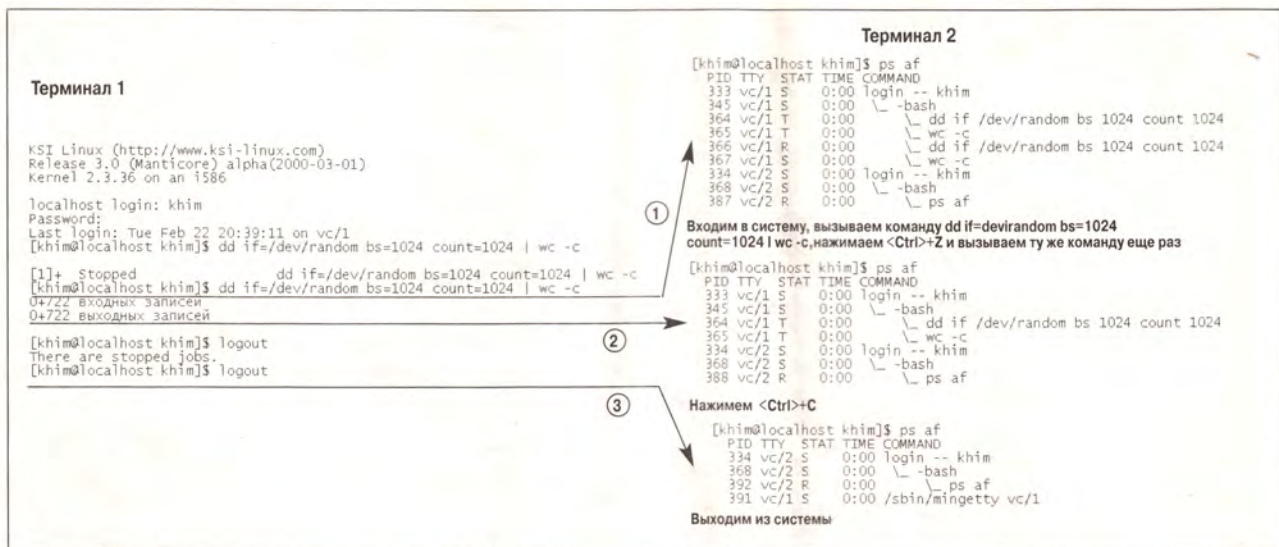 Терминал 1
KSI Linux (http://www.ksi-linux.com)
Release 3.0 (Manticore) alpha(2000-03-01)
Kernel 2.3.36 on an i586
localhost login: khim
Password:
Last login: Tue Feb 22 20:39:11 on vc/1
[khim@localhost khim]$ dd if=/dev/random bs=1024 count=1024 | wc -c
[1]+ Stopped dd if=/dev/random bs=1024 count=1024 | wc -c
[khim@localhost khim]$ dd if=/dev/random bs=1024 count=1024 | wc -c
0+722 входных записей
0+722 выходных записей
[khim@localhost khim]$ logout
There are stopped jobs.
[khim@localhost khim]$ logout
1
2
3
Терминал 2
[khim@localhost khim]$ ps af
PID TTY STAT TIME COMMAND
333 vc/1 S 0:00 login -- khim
345 vc/1 S 0:00 \_ -bash
364 vc/1 T 0:00 \_ dd if /dev/random bs 1024 count 1024
365 vc/1 T 0:00 \_ wc -c
366 vc/1 R 0:00 \_ dd if /dev/random bs 1024 count 1024
367 vc/1 S 0:00 \_ wc -c
334 vc/2 S 0:00 login -- khim
368 vc/2 S 0:00 \_ -bash
387 vc/2 R 0:00 \_ ps af
Входим в систему, вызываем команду dd if=devirandom bs=1024
count=1024 l wc -c,нажимаем <Ctrl>+Z и вызываем ту же команду еще раз
[khim@localhost khim]$ ps af
PID TTY STAT TIME COMMAND
333 vc/1 S 0:00 login -- khim
345 vc/1 S 0:00 \_ -bash
364 vc/1 T 0:00 \_ dd if /dev/random bs 1024 count 1024
365 vc/1 T 0:00 \_ wc -c
334 vc/2 S 0:00 login -- khim
368 vc/2 S 0:00 \_ -bash
388 vc/2 R 0:00 \_ ps af
Нажимем <Ctrl>+C
[khim@localhost khim]$ ps af
PID TTY STAT TIME COMMAND
334 vc/2 S 0:00 login -- khim
368 vc/2 S 0:00 \_ -bash
392 vc/2 R 0:00 \_ ps af
391 vc/1 S 0:00 /sbin/mingetty vc/1
Выходим из системы